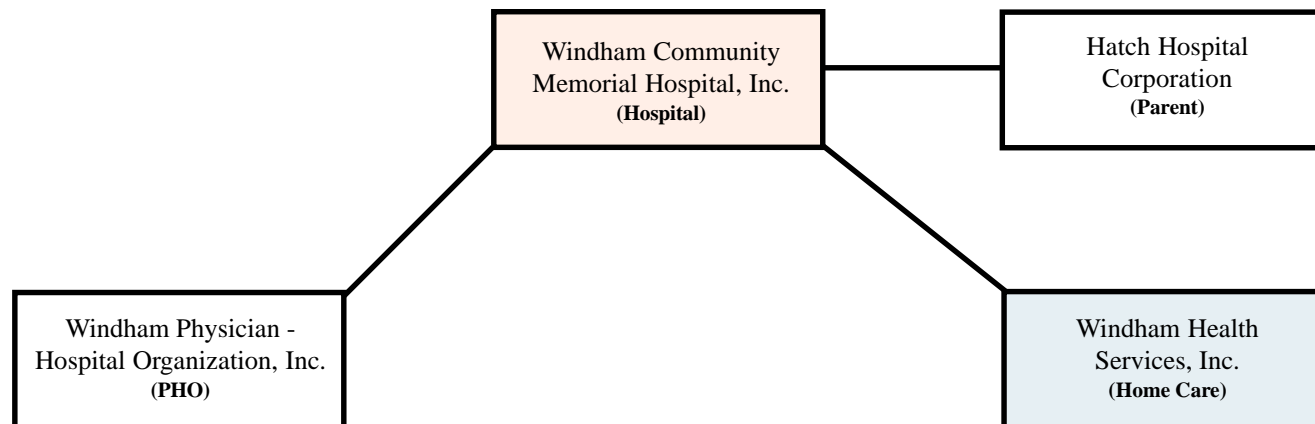 Windham Community
Memorial Hospital, Inc.
(Hospital)
Hatch Hospital
Corporation
(Parent)
Windham Physician -
Hospital Organization, Inc.
(PHO)
Windham Health
Services, Inc.
(Home Care)